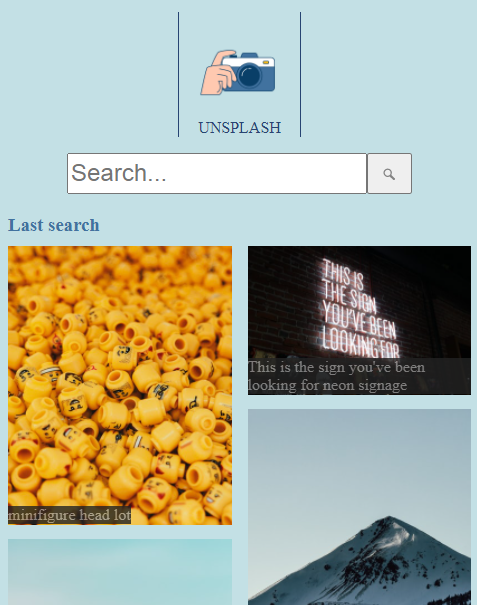 UNSPLASH
Search...
Last search
THIS IS
THE SIGN
YOU'VE BEEN
LOOKING FOR
This is the sign you've been
looking for neon signage
minifigure head lot